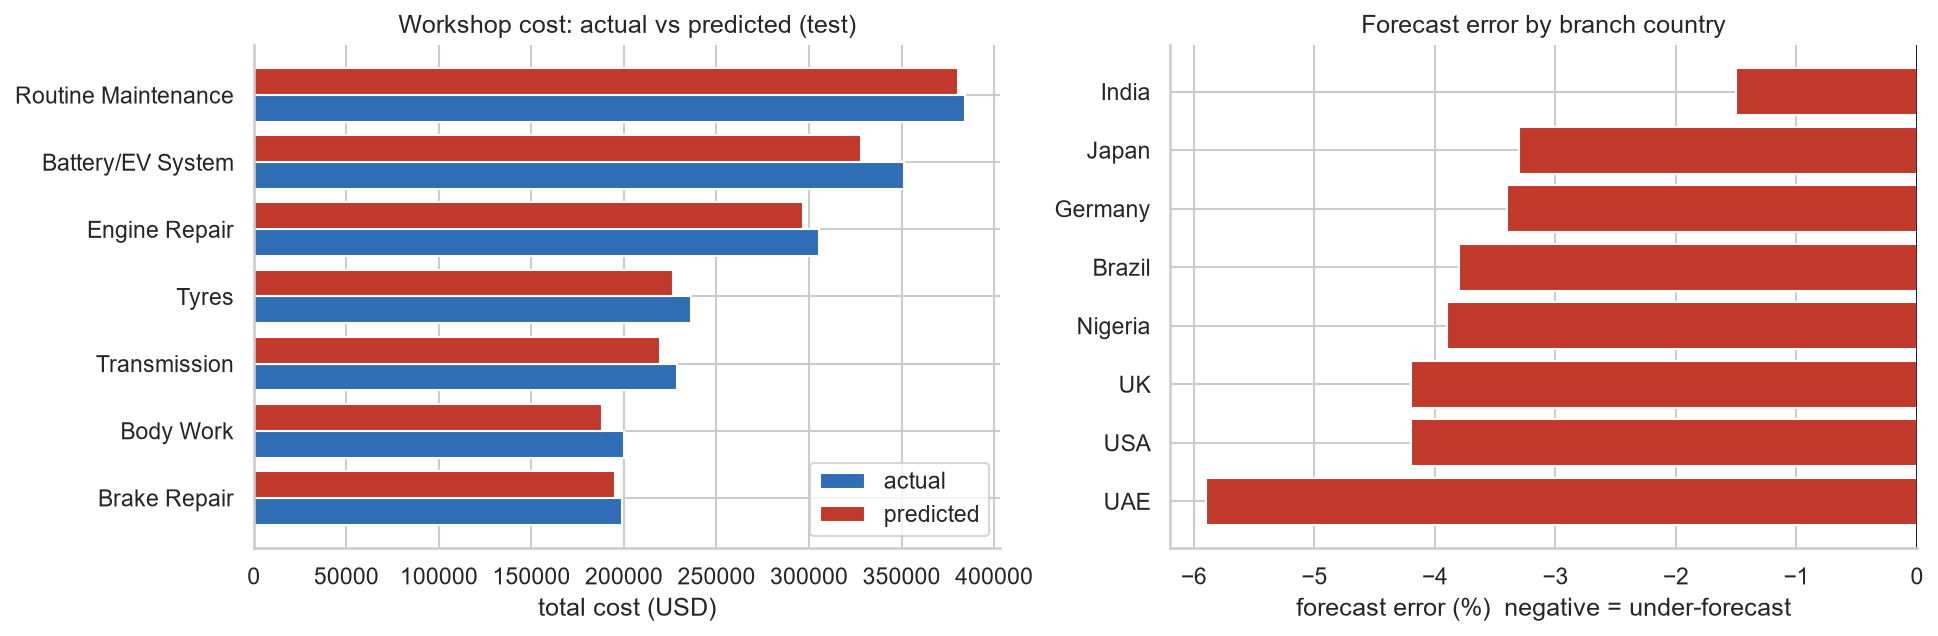 Workshop cost: actual vs predicted (test)
Routine Maintenance
Battery/EV System
Engine Repair
Tyres
Transmission
Body Work
Brake Repair
actual
predicted
0 50000 100000 150000 200000 250000 300000 350000 400000
total cost (USD)
Forecast error by branch country
India
Japan
Germany
Brazil
Nigeria
UK
USA
UAE
−6 −5 −4 −3 −2 −1 0
forecast error (%)  negative = under-forecast